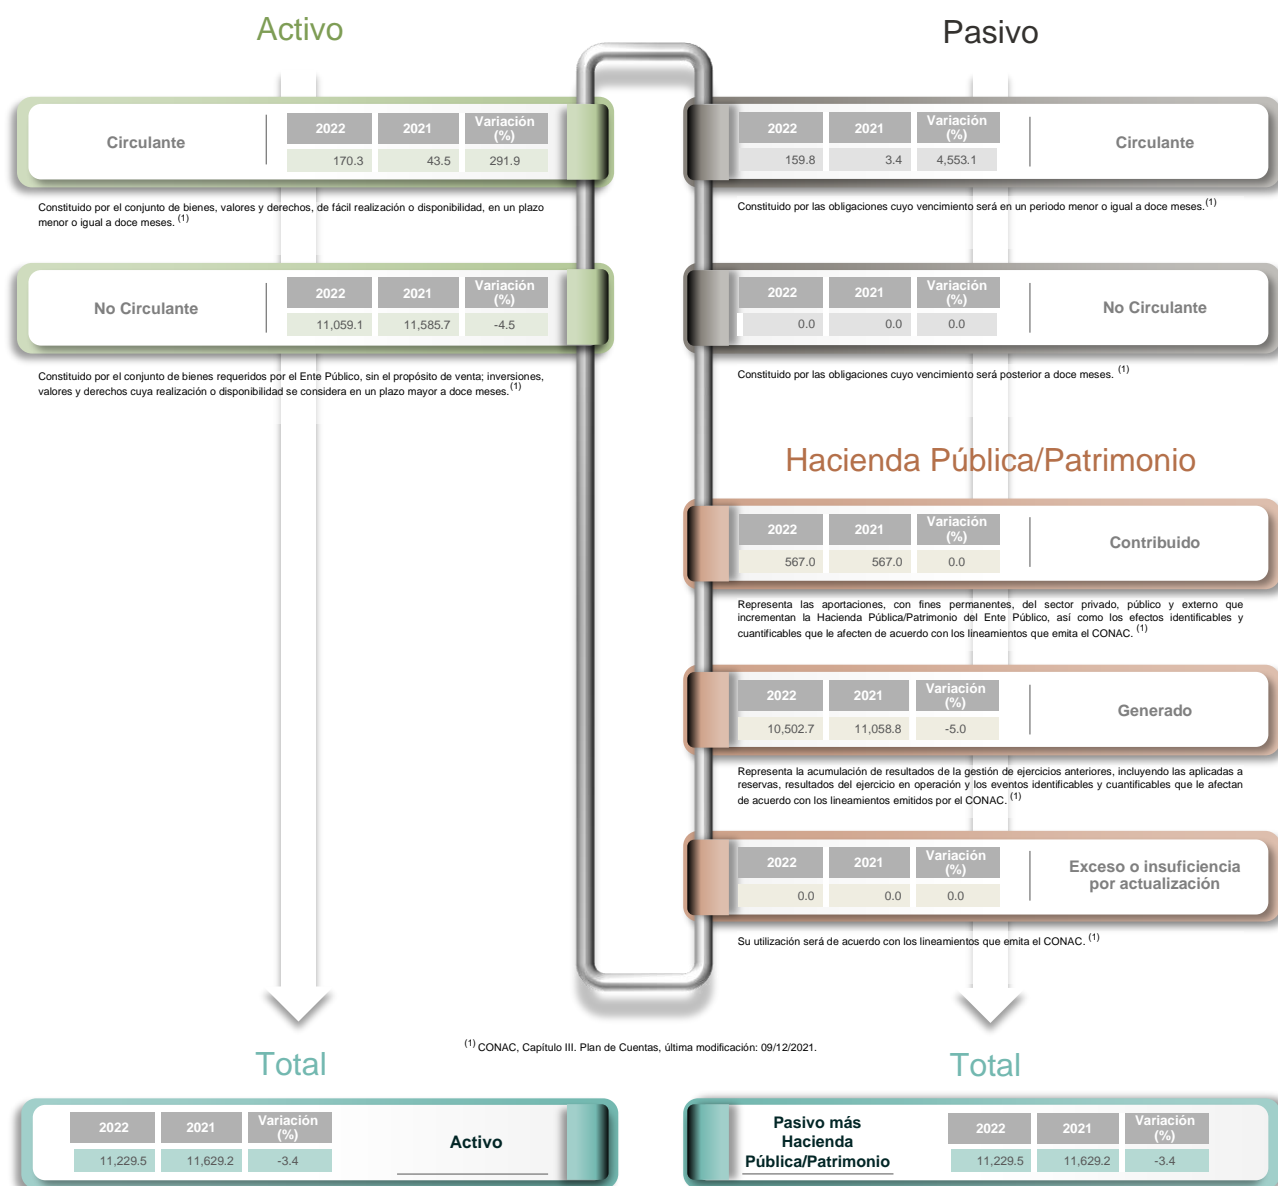 Activo
Circulante
2022 2021 Variación (%)
170.3 43.5 291.9
Constituido por el conjunto de bienes, valores y derechos, de fácil realización o disponibilidad, en un plazo
menor o igual a doce meses. (1)
No Circulante
2022 2021 Variación (%)
11,059.1 11,585.7 -4.5
Constituido por el conjunto de bienes requeridos por el Ente Público, sin el propósito de venta; inversiones,
valores y derechos cuya realización o disponibilidad se considera en un plazo mayor a doce meses. (1)
Pasivo
2022 2021 Variación (%)
159.8 3.4 4,553.1
Circulante
Constituido por las obligaciones cuyo vencimiento será en un periodo menor o igual a doce meses. (1)
2022 2021 Variación (%)
0.0 0.0 0.0
No Circulante
Constituido por las obligaciones cuyo vencimiento será posterior a doce meses. (1)
Hacienda Pública/Patrimonio
2022 2021 Variación (%)
567.0 567.0 0.0
Contribuido
Representa las aportaciones, con fines permanentes, del sector privado, público y externo que
incrementan la Hacienda Pública/Patrimonio del Ente Público, así como los efectos identificables y
cuantificables que le afecten de acuerdo con los lineamientos que emita el CONAC. (1)
2022 2021 Variación (%)
10,502.7 11,058.8 -5.0
Generado
Representa la acumulación de resultados de la gestión de ejercicios anteriores, incluyendo las aplicadas a
reservas, resultados del ejercicio en operación y los eventos identificables y cuantificables que le afectan
de acuerdo con los lineamientos emitidos por el CONAC. (1)
2022 2021 Variación (%)
0.0 0.0 0.0
Exceso o insuficiencia
por actualización
Su utilización será de acuerdo con los lineamientos que emita el CONAC. (1)
(1) CONAC, Capítulo III. Plan de Cuentas, última modificación: 09/12/2021.
Total
2022 2021 Variación (%)
11,229.5 11,629.2 -3.4
Activo
Total
Pasivo más
Hacienda
Pública/Patrimonio
2022 2021 Variación (%)
11,229.5 11,629.2 -3.4